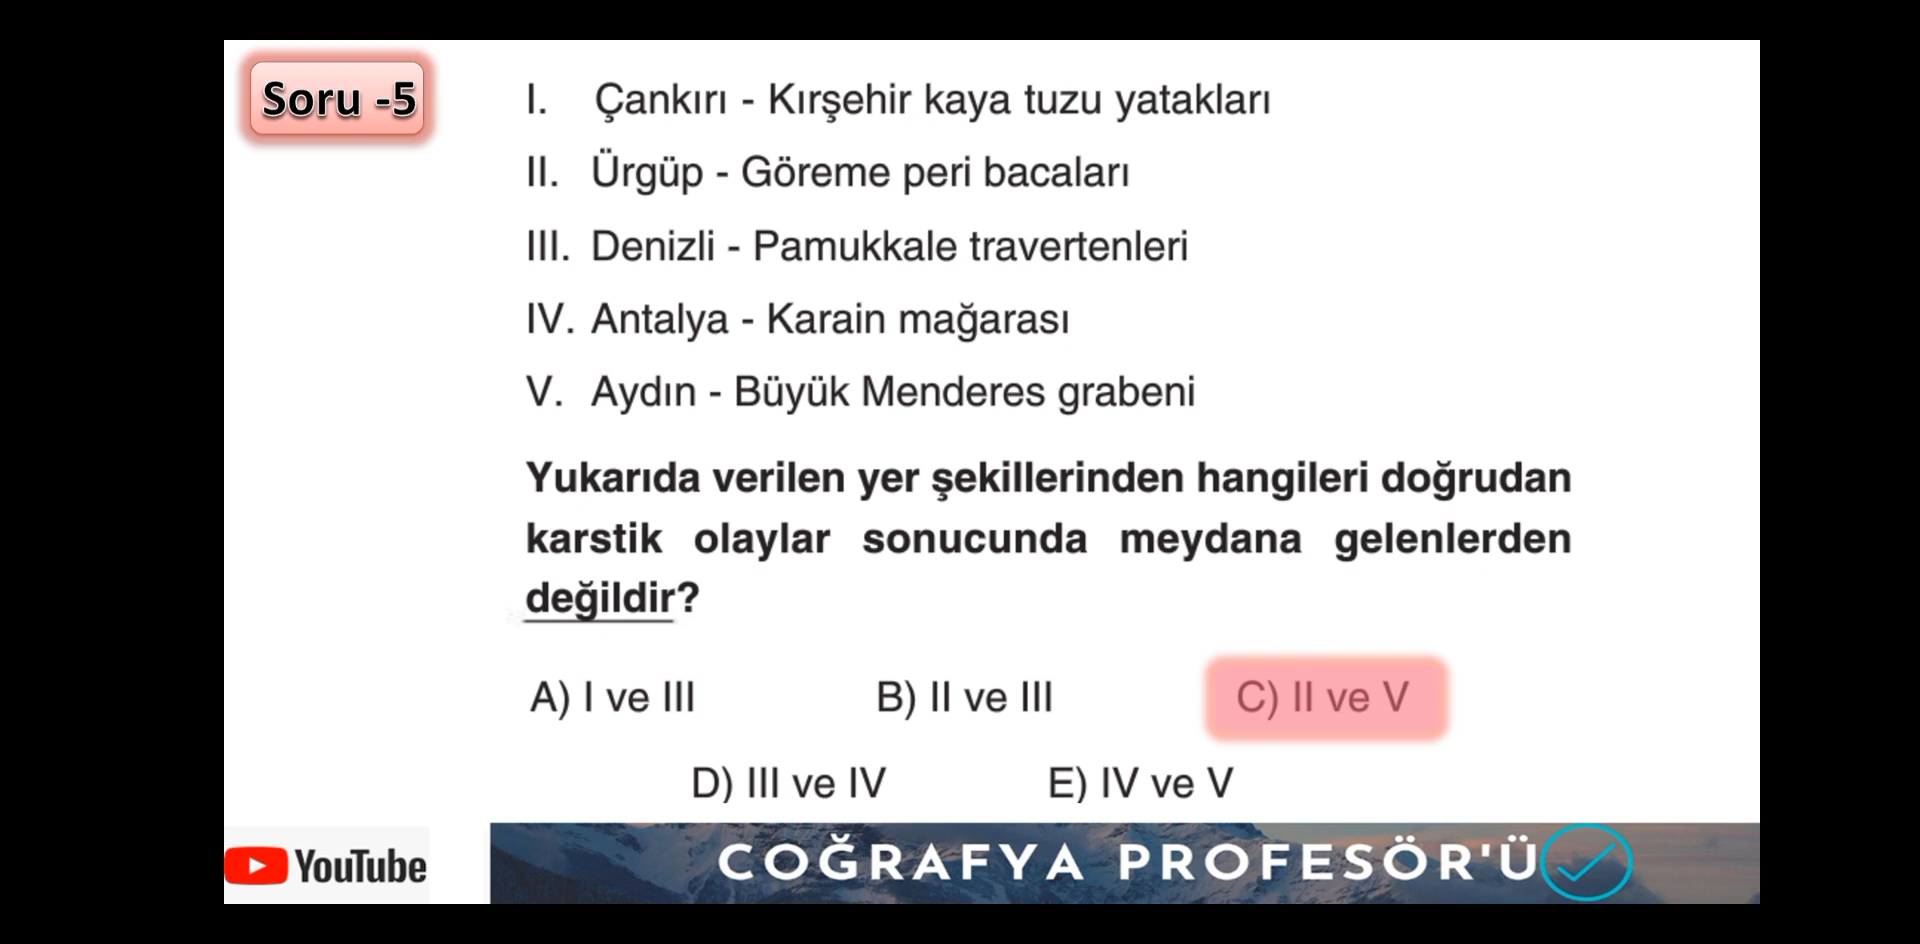 Soru -5
I. Çankırı - Kırşehir kaya tuzu yatakları
II. Ürgüp - Göreme peri bacaları
III. Denizli - Pamukkale travertenleri
IV. Antalya - Karain mağarası
V. Aydın - Büyük Menderes grabeni
Yukarıda verilen yer şekillerinden hangileri doğrudan
karstik olaylar sonucunda meydana gelenlerden
değildir?
A) I ve III B) II ve III C) II ve V
D) III ve IV E) IV ve V
YouTube
COĞRAFYA PROFESÖR'Ü